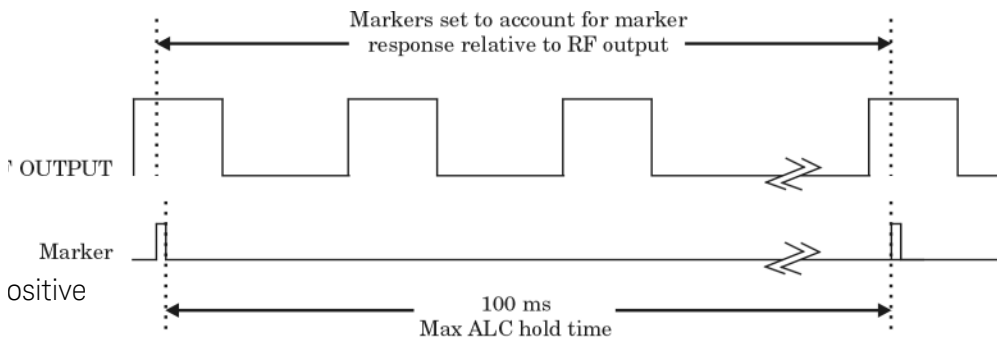 Markers set to account for marker
response relative to RF output
F OUTPUT
Marker
ositive
100 ms
Max ALC hold time